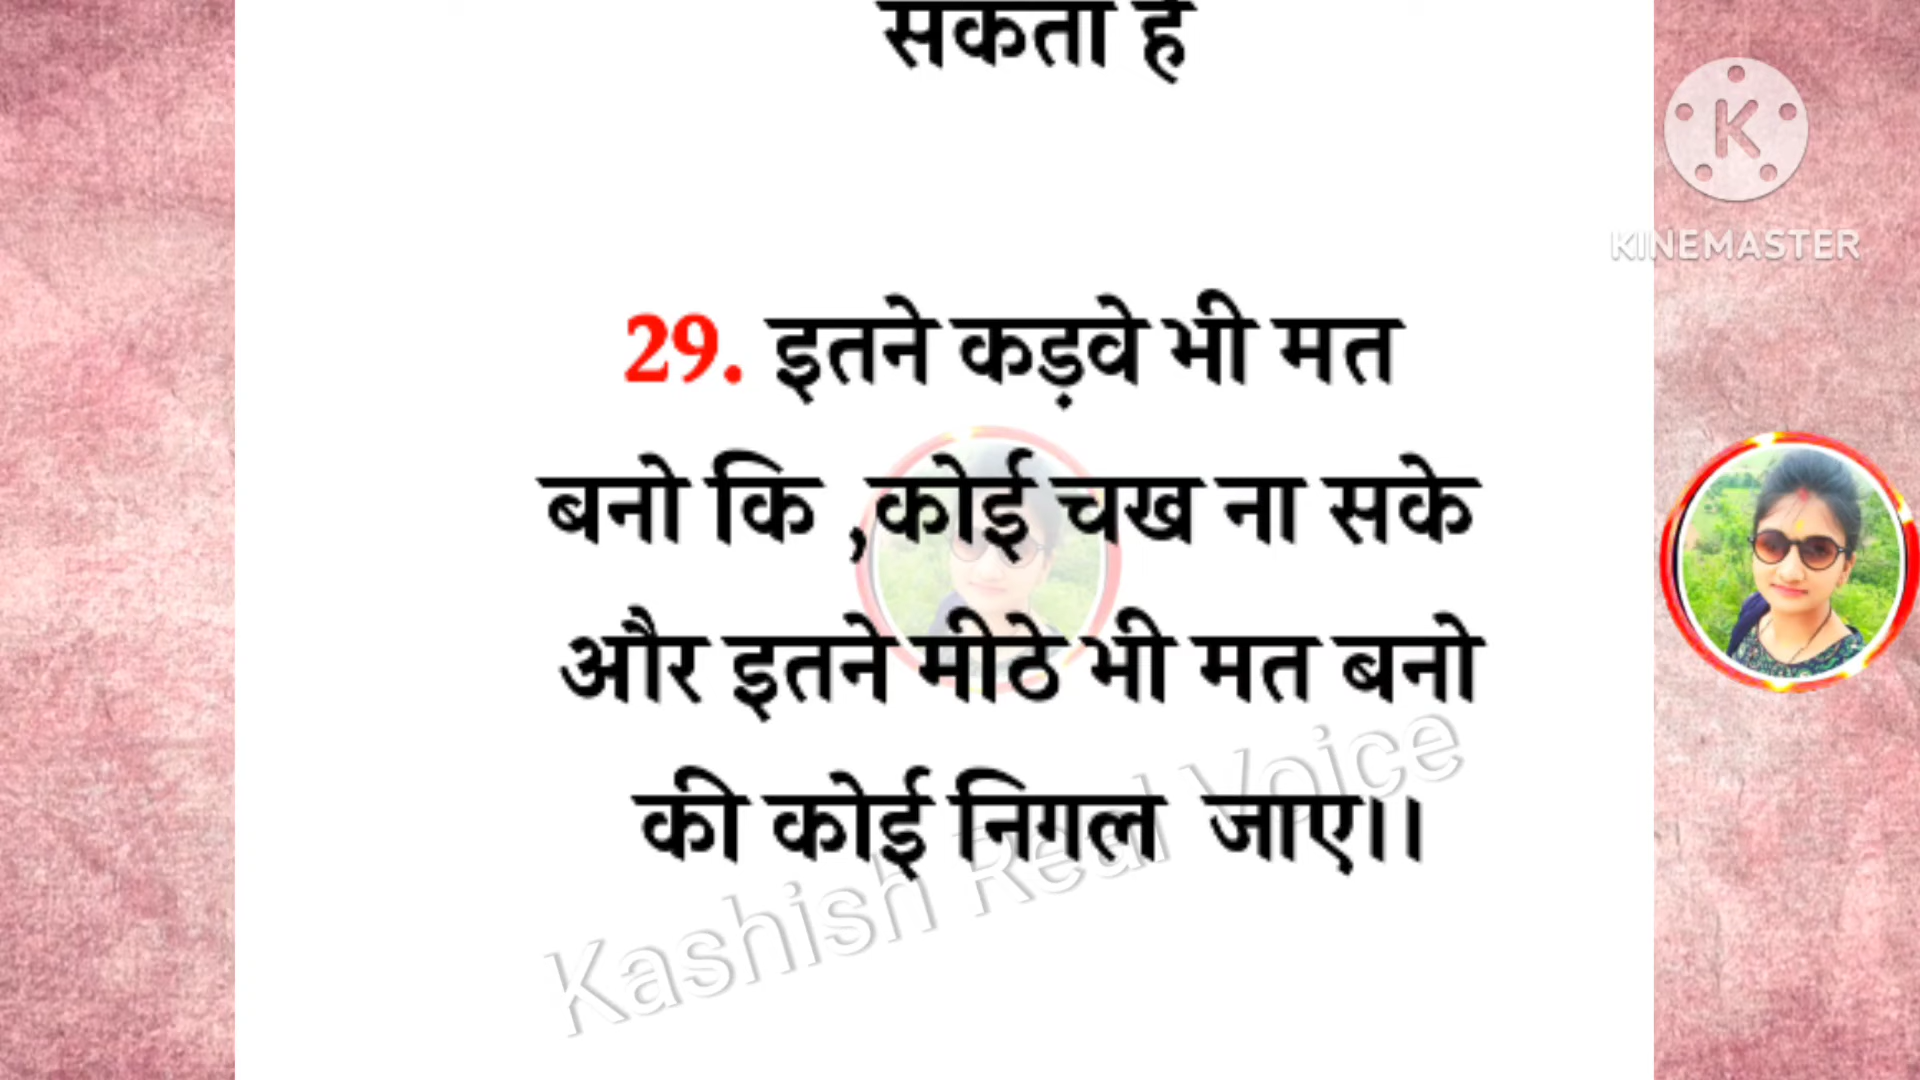 सकता है
K
KINEMASTER
29. इतने कड़वे भी मत
बनो कि ,कोई चख ना सके
और इतने मीठे भी मत बनो
की कोई निगल जाए।।
Kashish Real Voice